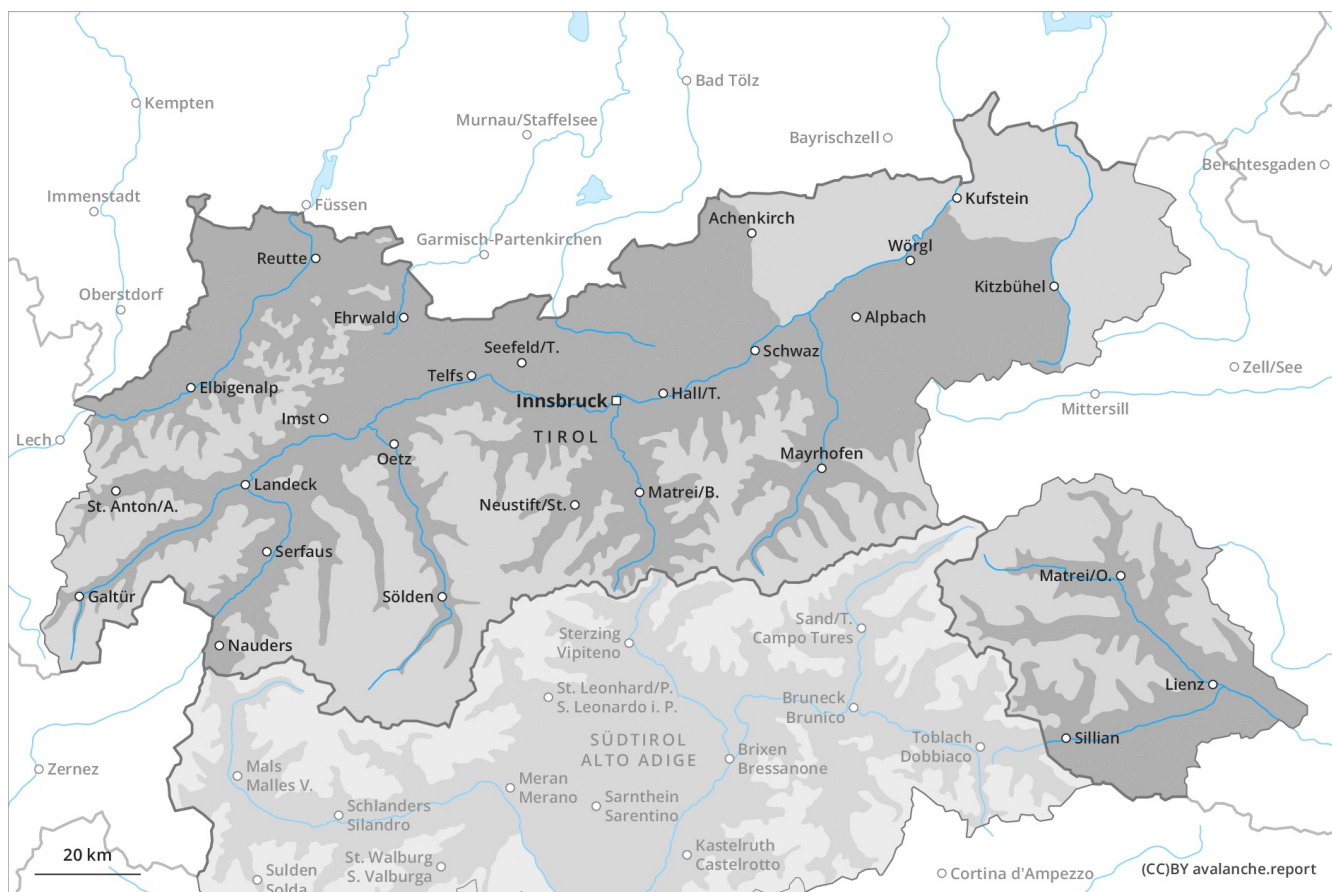 Kempten
Bad Tölz
Murnau/Staffelsee
Bayrischzell
Berchtesgaden
Immenstadt
Füssen
Kufstein
Achenkirch
Garmisch-Partenkirchen
Wörgl
Reutte
Kitzbühel
Oberstdorf
Ehrwald
Alpbach
Seefeld/T.
Schwaz
Zell/See
Telfs
Elbigenalp
Innsbruck
Hall/T.
Mittersill
Imst
Lech
TIROL
Oetz
Mayrhofen
Landeck
St. Anton/A.
Neustift/St.
Matrei/B.
Serfaus
Matrei/O.
Galtür
Sölden
Sand/T.
Campo Tures
Sterzing
Vipiteno
Nauders
Lienz
St. Leonhard/P.
S. Leonardo i. P.
Bruneck
Brunico
Sillian
Toblach
Dobbiaco
SÜDTIROL
ALTO ADIGE
Brixen
Bressanone
Zernez
Mals
Malles V.
Meran
Merano
Sarnthein
Sarentino
Schlanders
Silandro
Kastelruth
Castelrotto
20 km
St. Walburg
S. Valburga
Sulden
Solda
Cortina d'Ampezzo
(CC)BY avalanche.report